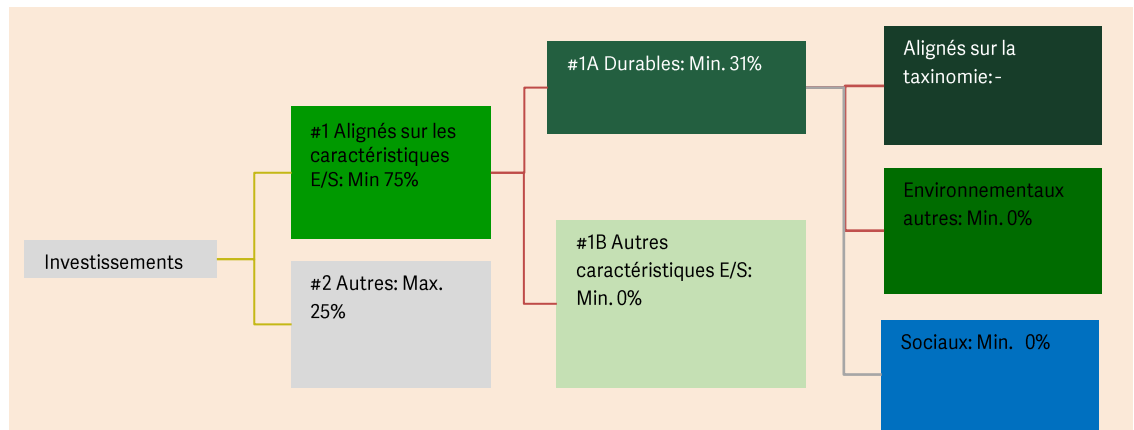 Investissements
#1 Alignés sur les
caractéristiques
E/S: Min 75%
#2 Autres: Max.
25%
#1A Durables: Min. 31%
#1B Autres
caractéristiques E/S:
Min. 0%
Alignés sur la
taxinomie:-
Environnementaux
autres: Min. 0%
Sociaux: Min. 0%